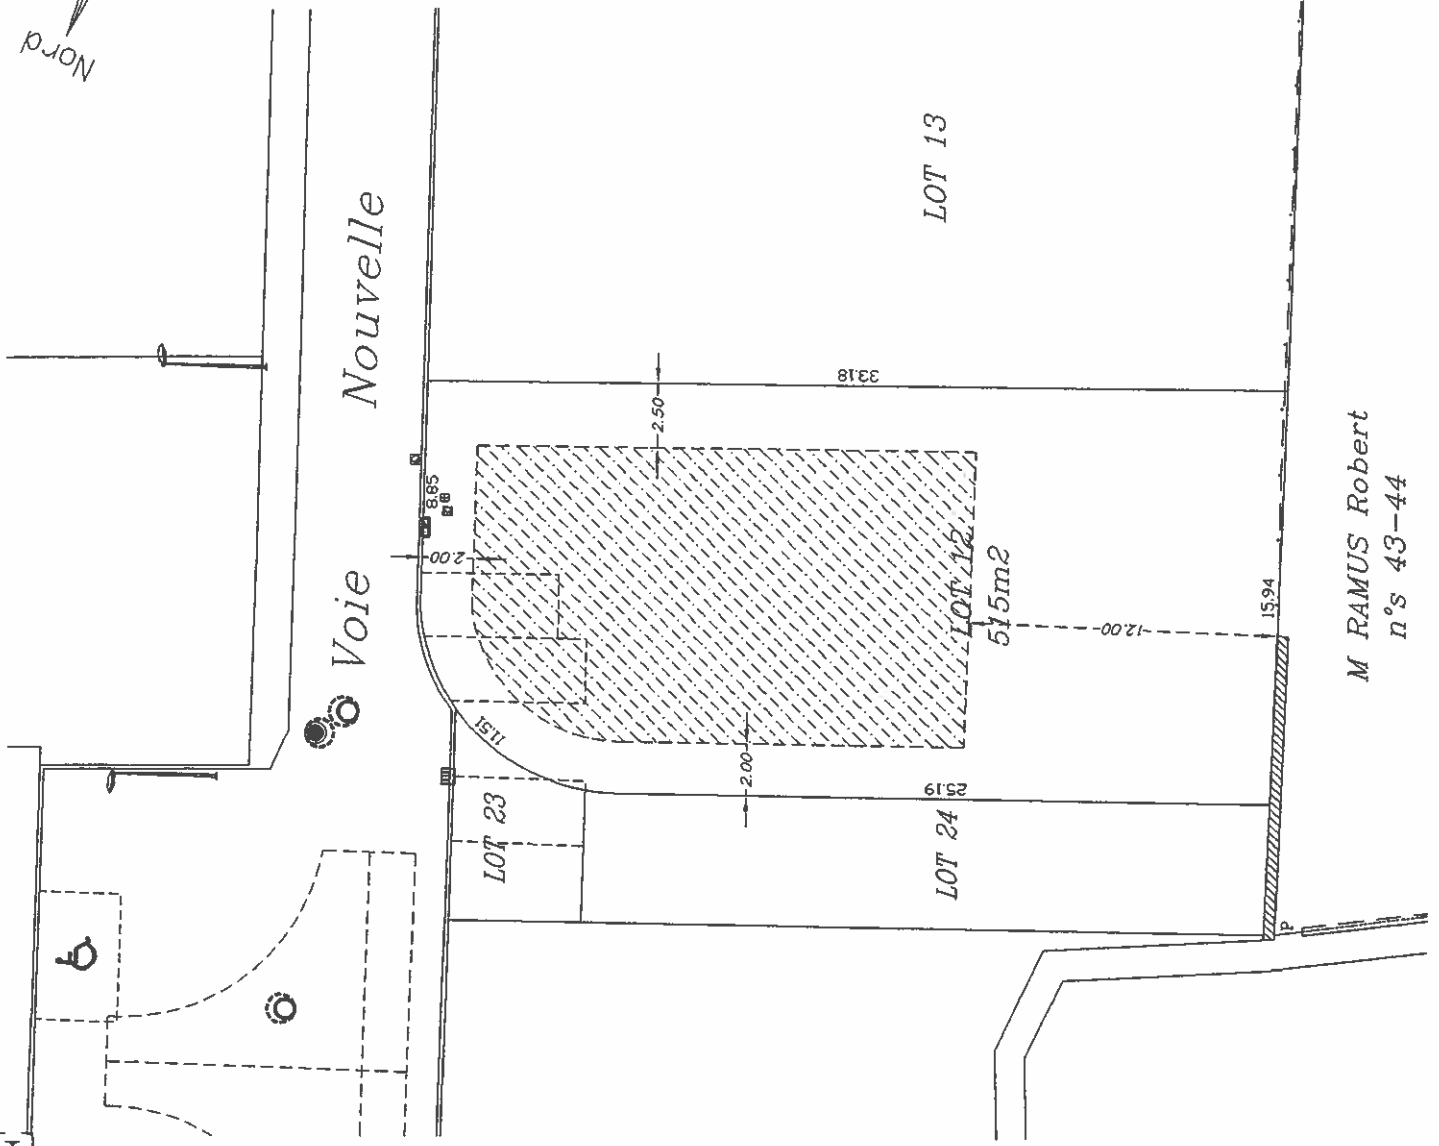 Nord
Voie Nouvelle
LOT 13
33.18
2.50
8.85
2.00
LOT 12
515m2
12.00
15.94
11.51
2.00
25.19
LOT 23
LOT 24
M RAMUS Robert
n°s 43-44
P